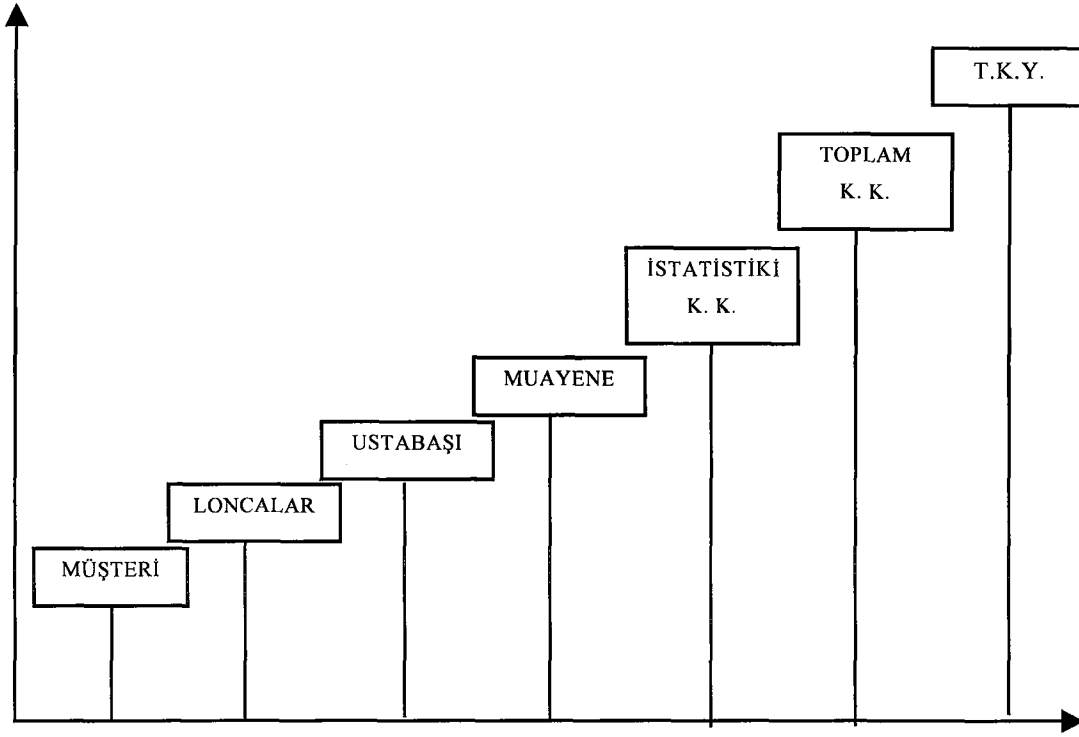 T.K.Y.
TOPLAM
K. K.
İSTATİSTİKİ
K. K.
MUAYENE
USTABAŞI
LONCALAR
MÜŞTERİ